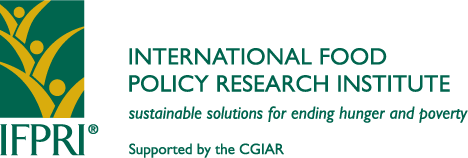 INTERNATIONAL FOOD
POLICY RESEARCH INSTITUTE
sustainable solutions for ending hunger and poverty
IFPRI®
Supported by the CGIAR